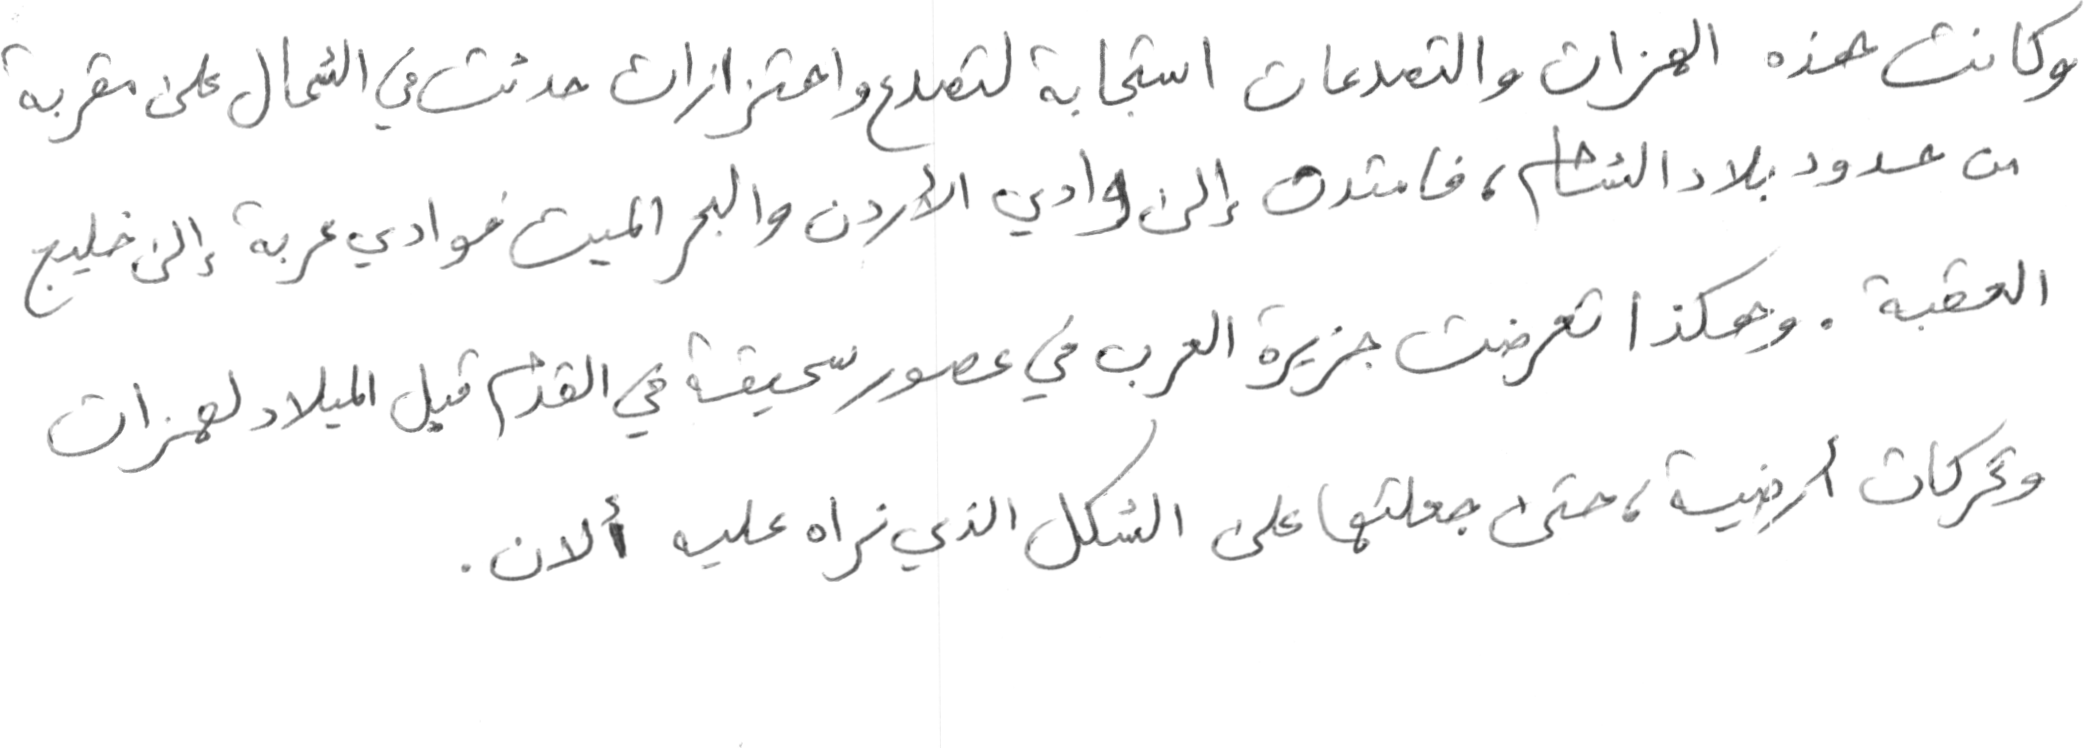 وكانت هذه الهزات والتصدعات استجابة لتصدع واهتزازات حدثت في الشمال على مقربة
من حدود بلاد الشام، فامتدت إلى وادي الأردن والبحر الميت فوادي عربة إلى خليج
العقبة. وهكذا تعرضت جزيرة العرب في عصور سحيقة في القدم قبل الميلاد لهزات
وتحركات أرضية، حتى جعلتها على الشكل الذي نراه عليه ألان.